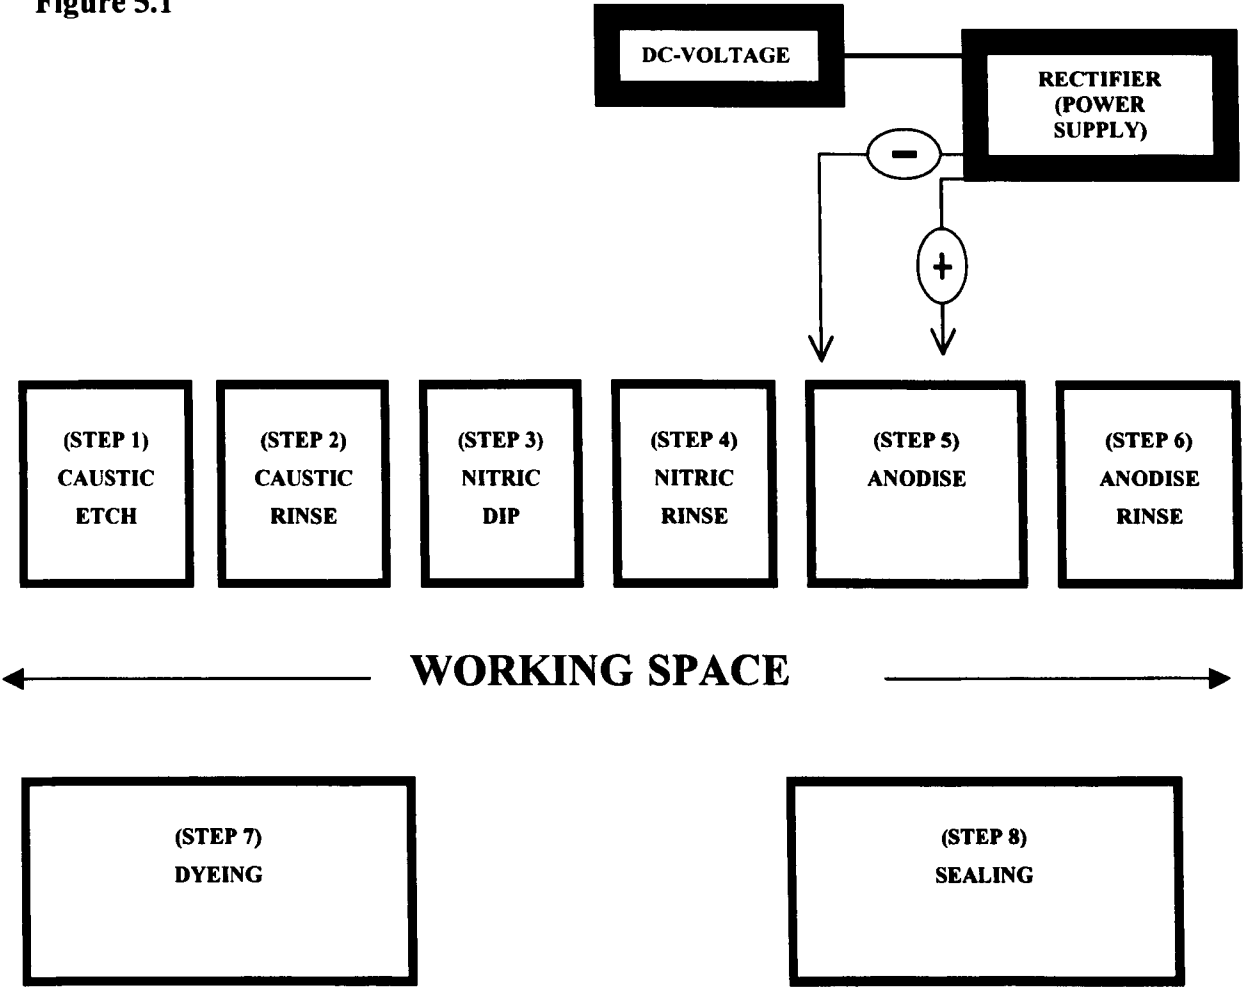 Figure 5.1
DC-VOLTAGE
RECTIFIER
(POWER
SUPPLY)
−
+
(STEP 1)
CAUSTIC
ETCH
(STEP 2)
CAUSTIC
RINSE
(STEP 3)
NITRIC
DIP
(STEP 4)
NITRIC
RINSE
(STEP 5)
ANODISE
(STEP 6)
ANODISE
RINSE
WORKING SPACE
(STEP 7)
DYEING
(STEP 8)
SEALING